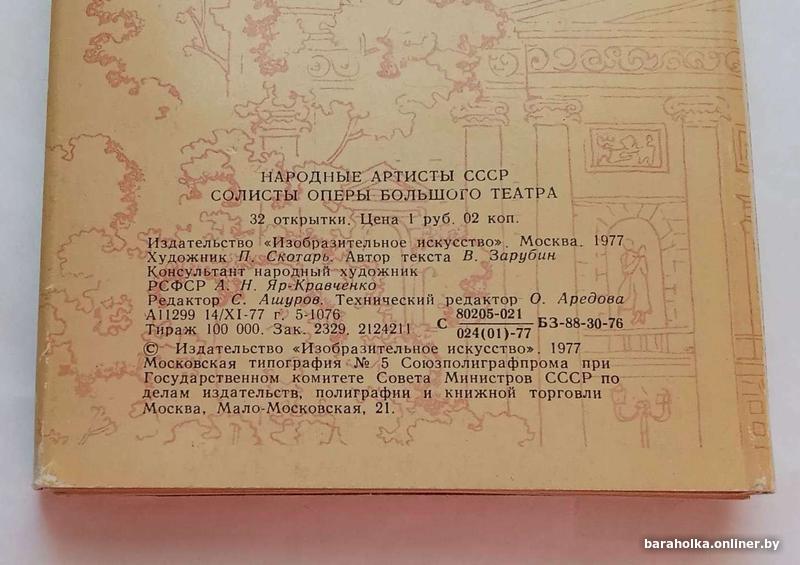 НАРОДНЫЕ АРТИСТЫ СССР
СОЛИСТЫ ОПЕРЫ БОЛЬШОГО ТЕАТРА
32 открытки. Цена 1 руб. 02 коп.
Издательство «Изобразительное искусство». Москва. 1977
Художник П. Скотарь. Автор текста В. Зарубин
Консультант народный художник
РСФСР А. Н. Яр-Кравченко
Редактор С. Ашуров. Технический редактор О. Аредова
А11299 14/XI-77 г. 5-1076
Тираж 100 000. Зак. 2329. 2124211
С 80205-021
024(01)-77 БЗ-88-30-76
© Издательство «Изобразительное искусство». 1977
Московская типография № 5 Союзполиграфпрома при
Государственном комитете Совета Министров СССР по
делам издательств, полиграфии и книжной торговли
Москва, Мало-Московская, 21.
baraholka.onliner.by